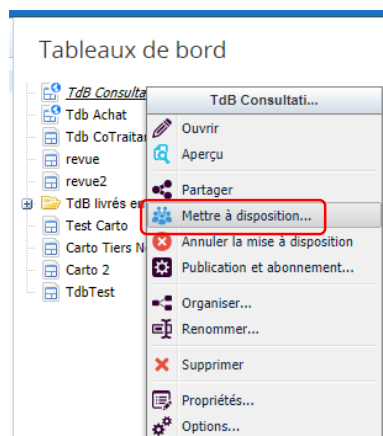 Tableaux de bord
TdB Consulta
TdB Consultati...
Tdb Achat
Ouvrir
Tdb CoTraita
Aperçu
revue
revue2
Partager
TdB livrés en
Mettre à disposition...
Test Carto
Annuler la mise à disposition
Carto Tiers N
Publication et abonnement...
Carto 2
TdbTest
Organiser...
Renommer...
Supprimer
Propriétés...
Options...